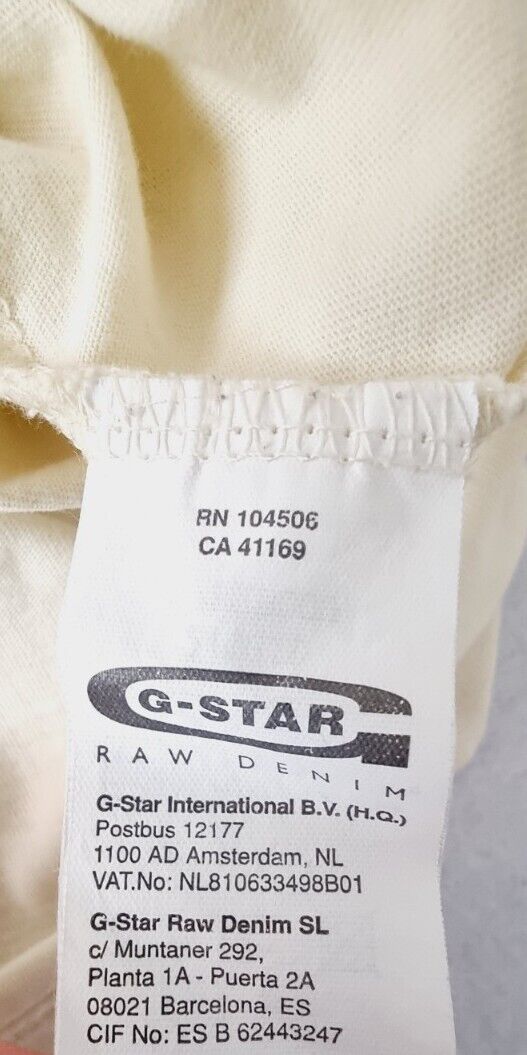 RN 104506
CA 41169
G-STAR
RAW DENIM
G-Star International B.V. (H.Q.)
Postbus 12177
1100 AD Amsterdam, NL
VAT.No: NL810633498B01
G-Star Raw Denim SL
c/ Muntaner 292,
Planta 1A - Puerta 2A
08021 Barcelona, ES
CIF No: ES B 62443247